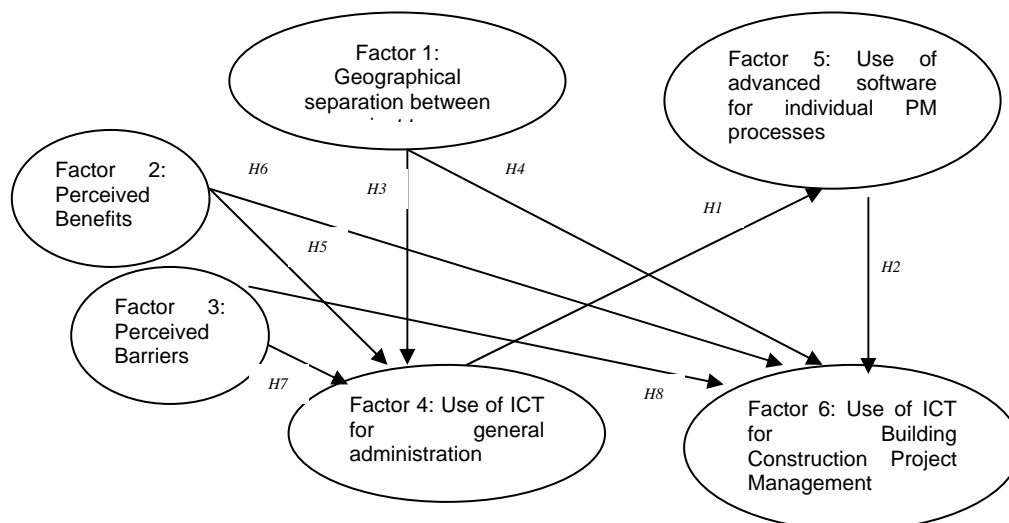 Factor 1:
Geographical
separation between
Factor 5: Use of
advanced software
for individual PM
processes
Factor 2:
Perceived
Benefits
H6
H3
H4
H1
H5
H2
Factor 3:
Perceived
Barriers
H7
H8
Factor 4: Use of ICT
for general
administration
Factor 6: Use of ICT
for Building
Construction Project
Management